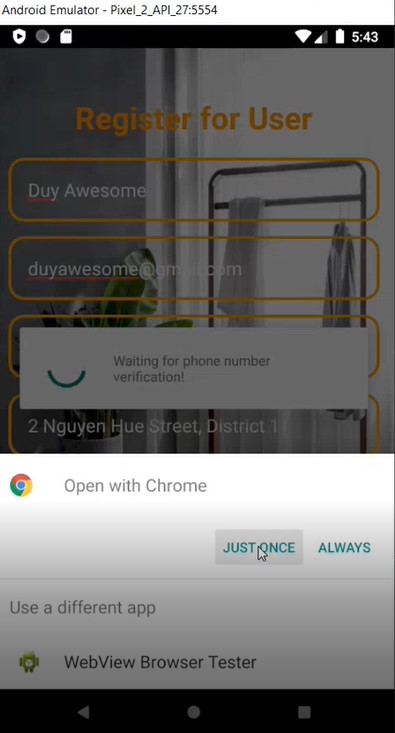 Android Emulator - Pixel_2_API_27:5554
5:43
Register for User
Duy Awesome
duyawesome@gmail.com
Waiting for phone number
verification!
2 Nguyen Hue Street, District 1
Open with Chrome
JUST ONCE ALWAYS
Use a different app
WebView Browser Tester